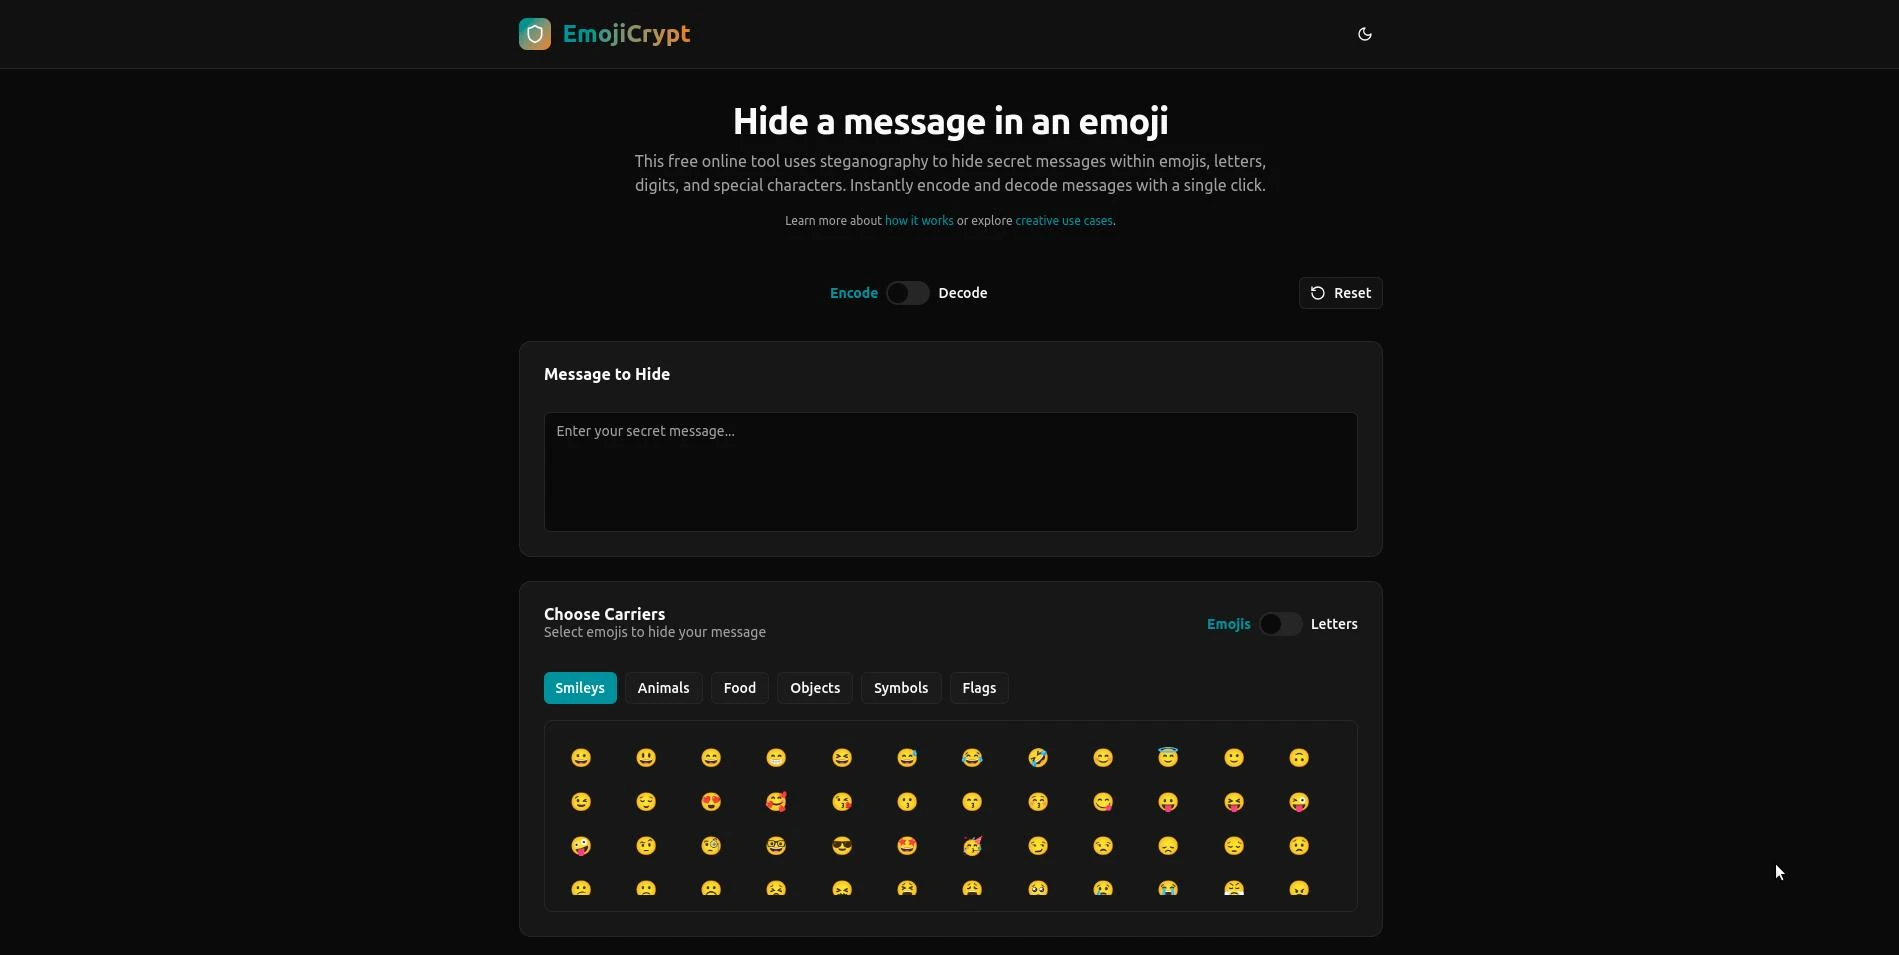 EmojiCrypt
Hide a message in an emoji
This free online tool uses steganography to hide secret messages within emojis, letters,
digits, and special characters. Instantly encode and decode messages with a single click.
Learn more about how it works or explore creative use cases.
Encode Decode
Reset
Message to Hide
Enter your secret message...
Choose Carriers
Select emojis to hide your message
Emojis Letters
Smileys Animals Food Objects Symbols Flags